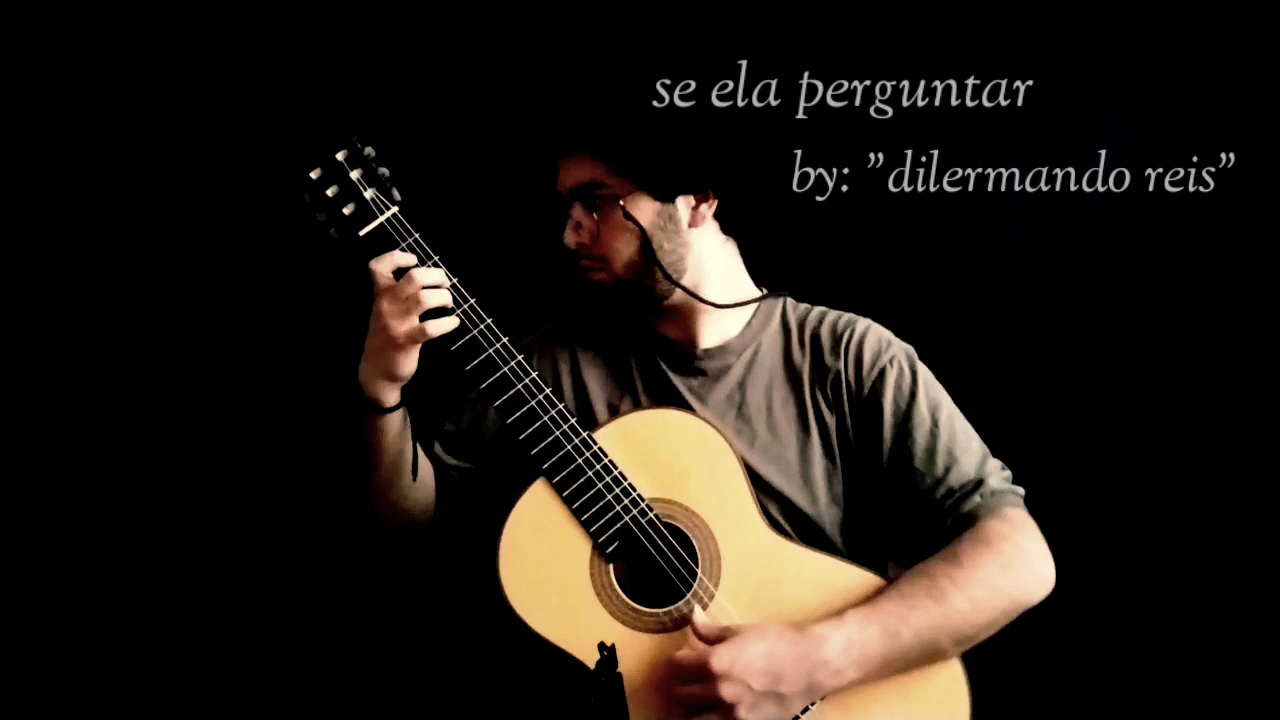 se ela perguntar
by: ”dilermando reis”